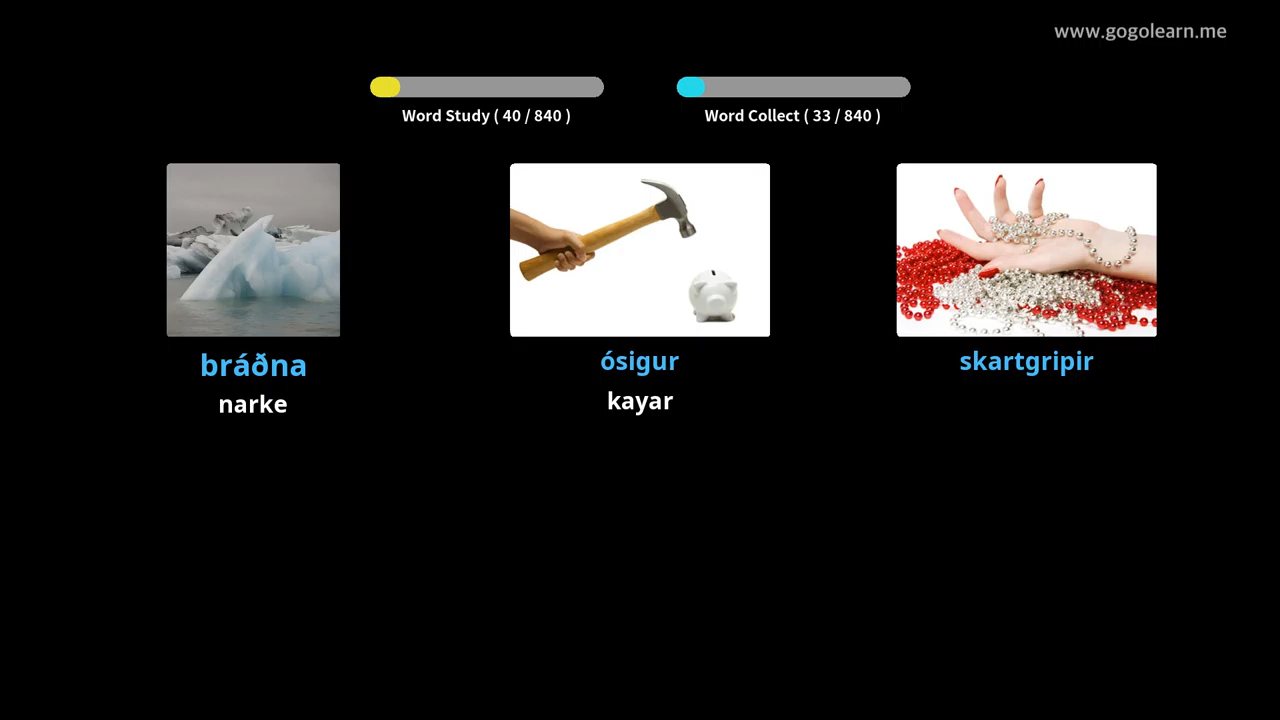 www.gogolearn.me
Word Study ( 40 / 840 )
Word Collect ( 33 / 840 )
bráðna
narke
ósigur
kayar
skartgripir